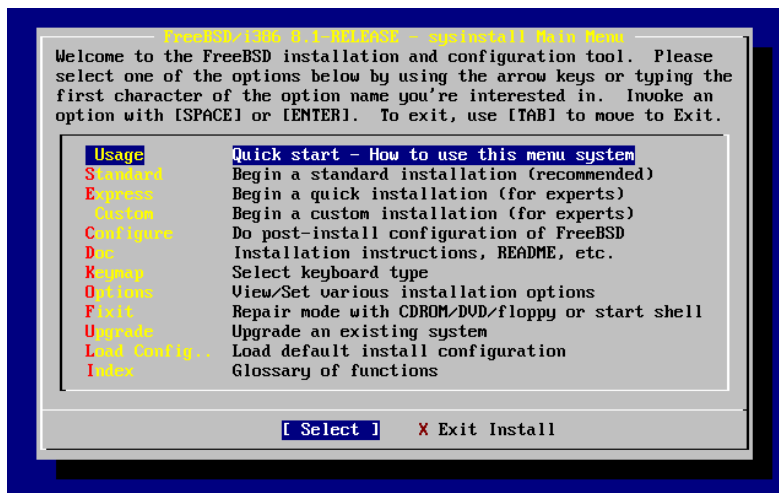 FreeBSD/i386 8.1-RELEASE - sysinstall Main Menu
Welcome to the FreeBSD installation and configuration tool.  Please
select one of the options below by using the arrow keys or typing the
first character of the option name you're interested in.  Invoke an
option with [SPACE] or [ENTER].  To exit, use [TAB] to move to Exit.
Usage Quick start - How to use this menu system
Standard Begin a standard installation (recommended)
Express Begin a quick installation (for experts)
Custom Begin a custom installation (for experts)
Configure Do post-install configuration of FreeBSD
Doc Installation instructions, README, etc.
Keymap Select keyboard type
Options View/Set various installation options
Fixit Repair mode with CDROM/DVD/floppy or start shell
Upgrade Upgrade an existing system
Load Config.. Load default install configuration
Index Glossary of functions
[ Select ] X Exit Install